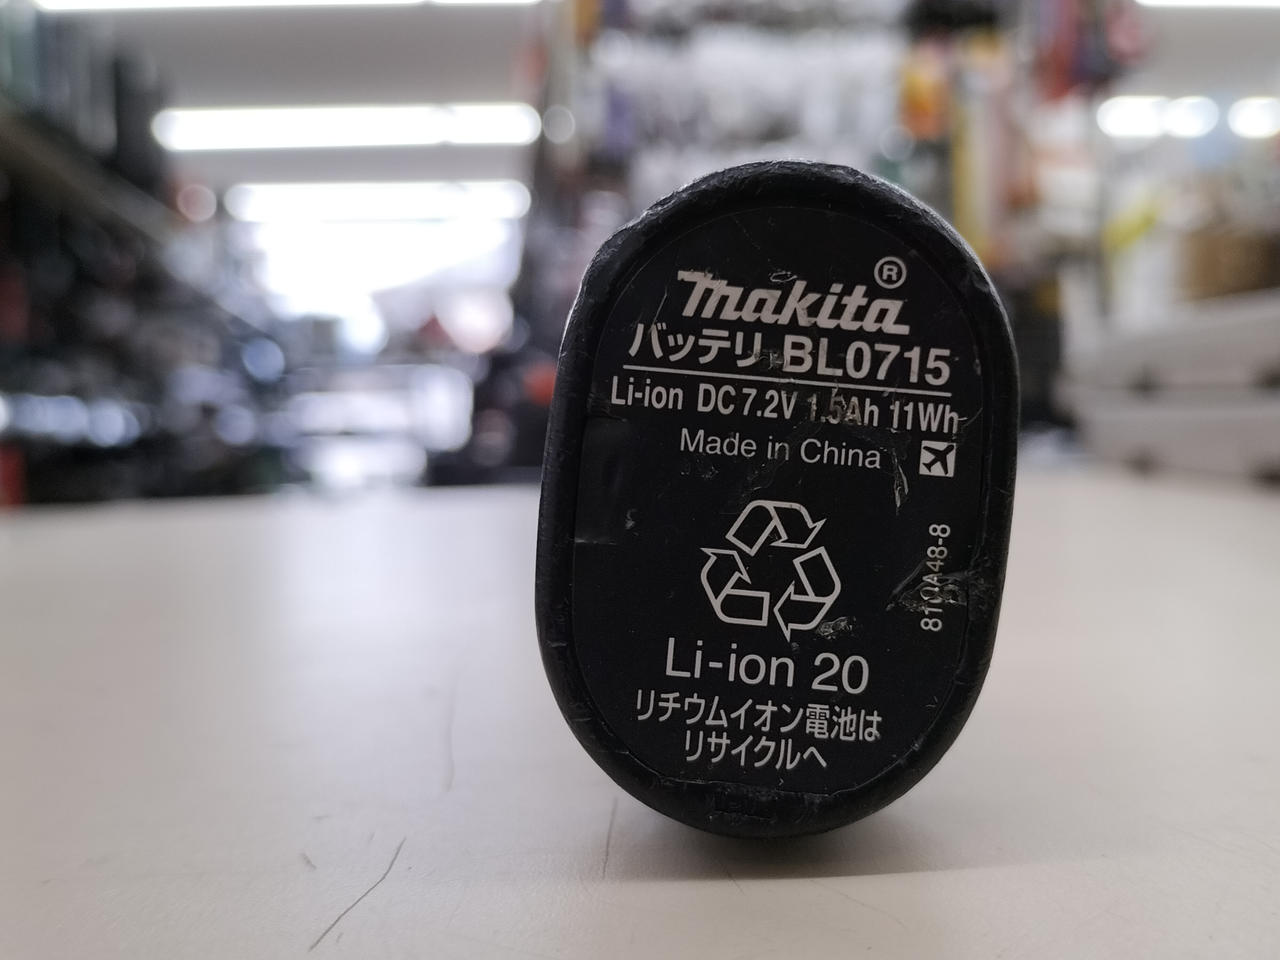 makita®
バッテリ BL0715
Li-ion DC 7.2V 1.5Ah 11Wh
Made in China
Li-ion 20
リチウムイオン電池は
リサイクルへ